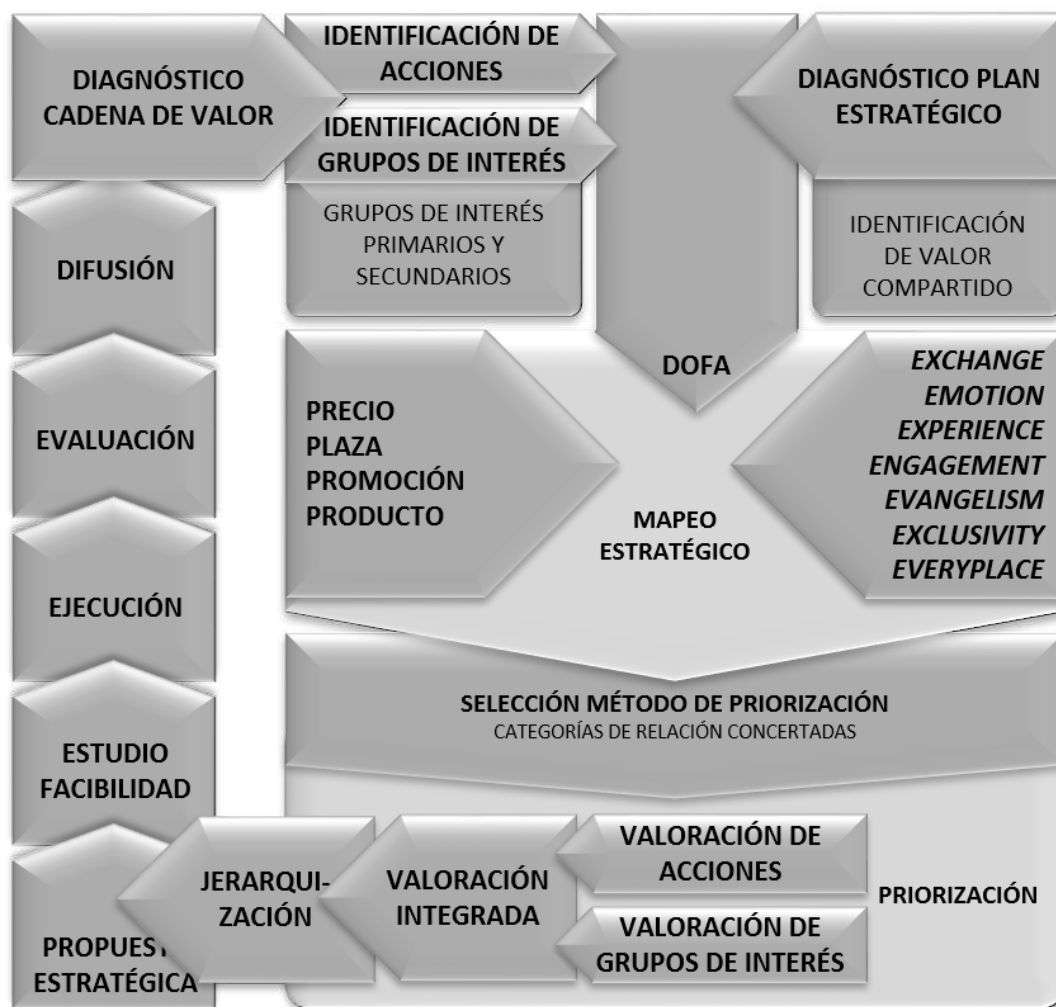 DIAGNÓSTICO
CADENA DE VALOR
IDENTIFICACIÓN DE
ACCIONES
IDENTIFICACIÓN DE
GRUPOS DE INTERÉS
GRUPOS DE INTERÉS
PRIMARIOS Y
SECUNDARIOS
DOFA
DIAGNÓSTICO PLAN
ESTRATÉGICO
IDENTIFICACIÓN
DE VALOR
COMPARTIDO
PRECIO
PLAZA
PROMOCIÓN
PRODUCTO
MAPEO
ESTRATÉGICO
EXCHANGE
EMOTION
EXPERIENCE
ENGAGEMENT
EVANGELISM
EXCLUSIVITY
EVERYPLACE
SELECCIÓN MÉTODO DE PRIORIZACIÓN
CATEGORÍAS DE RELACIÓN CONCERTADAS
PRIORIZACIÓN
VALORACIÓN DE
ACCIONES
VALORACIÓN DE
GRUPOS DE INTERÉS
VALORACIÓN
INTEGRADA
JERARQUI-
ZACIÓN
PROPUEST
ESTRATÉGICA
ESTUDIO
FACIBILIDAD
EJECUCIÓN
EVALUACIÓN
DIFUSIÓN